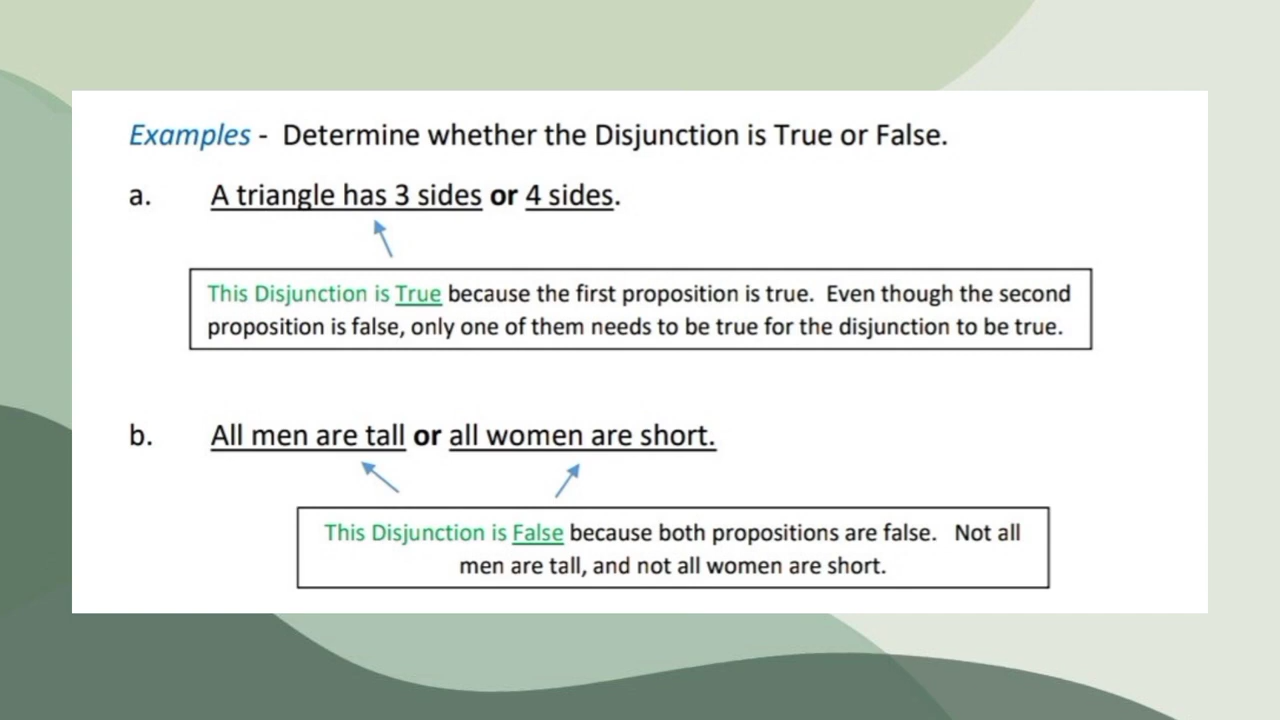 Examples - Determine whether the Disjunction is True or False.
a. A triangle has 3 sides or 4 sides.
This Disjunction is True because the first proposition is true. Even though the second
proposition is false, only one of them needs to be true for the disjunction to be true.
b. All men are tall or all women are short.
This Disjunction is False because both propositions are false. Not all
men are tall, and not all women are short.